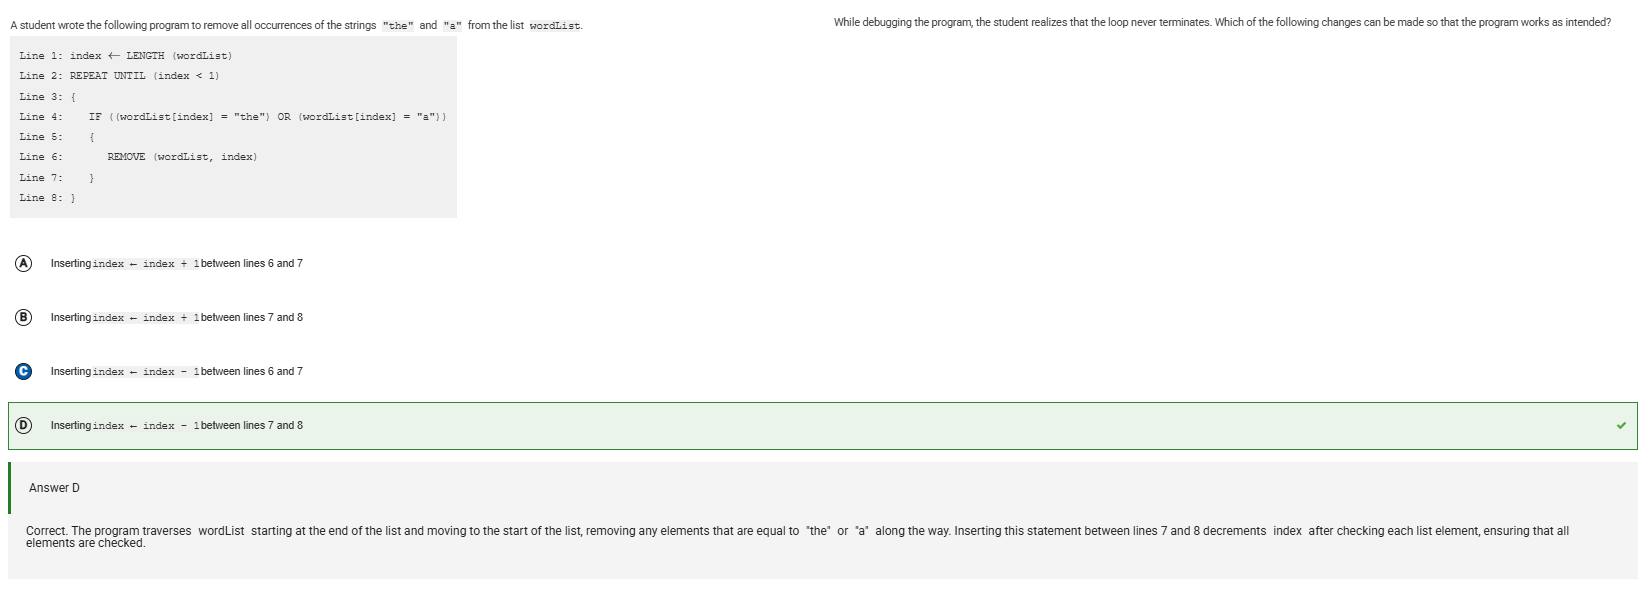 A student wrote the following program to remove all occurrences of the strings "the" and "a" from the list wordList.
Line 1: index ← LENGTH (wordList)
Line 2: REPEAT UNTIL (index < 1)
Line 3: {
Line 4: IF ((wordList[index] = "the") OR (wordList[index] = "a"))
Line 5: {
Line 6: REMOVE (wordList, index)
Line 7: }
Line 8: }
While debugging the program, the student realizes that the loop never terminates. Which of the following changes can be made so that the program works as intended?
A Inserting index ← index + 1 between lines 6 and 7
B Inserting index ← index + 1 between lines 7 and 8
C Inserting index ← index - 1 between lines 6 and 7
D Inserting index ← index - 1 between lines 7 and 8
Answer D
Correct. The program traverses wordList starting at the end of the list and moving to the start of the list, removing any elements that are equal to "the" or "a" along the way. Inserting this statement between lines 7 and 8 decrements index after checking each list element, ensuring that all
elements are checked.